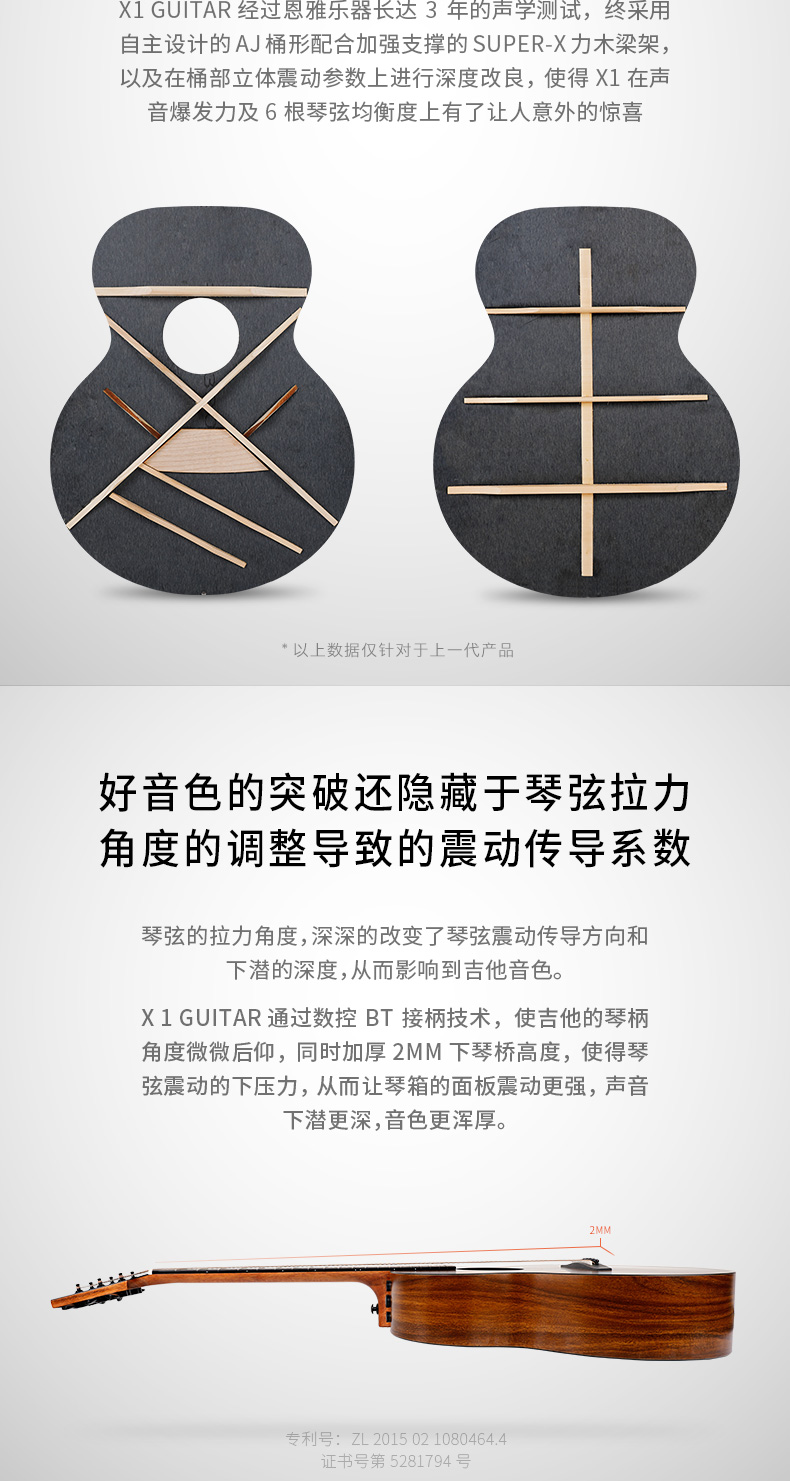 X1 GUITAR 经过恩雅乐器长达 3 年的声学测试，终采用
自主设计的AJ桶形配合加强支撑的SUPER-X力木梁架，
以及在桶部立体震动参数上进行深度改良，使得 X1 在声
音爆发力及 6 根琴弦均衡度上有了让人意外的惊喜
* 以上数据仅针对于上一代产品
好音色的突破还隐藏于琴弦拉力
角度的调整导致的震动传导系数
琴弦的拉力角度，深深的改变了琴弦震动传导方向和
下潜的深度，从而影响到吉他音色。
X 1 GUITAR 通过数控 BT 接柄技术，使吉他的琴柄
角度微微后仰，同时加厚 2MM 下琴桥高度，使得琴
弦震动的下压力，从而让琴箱的面板震动更强，声音
下潜更深，音色更浑厚。
2MM
专利号：ZL 2015 02 1080464.4
证书号第 5281794 号